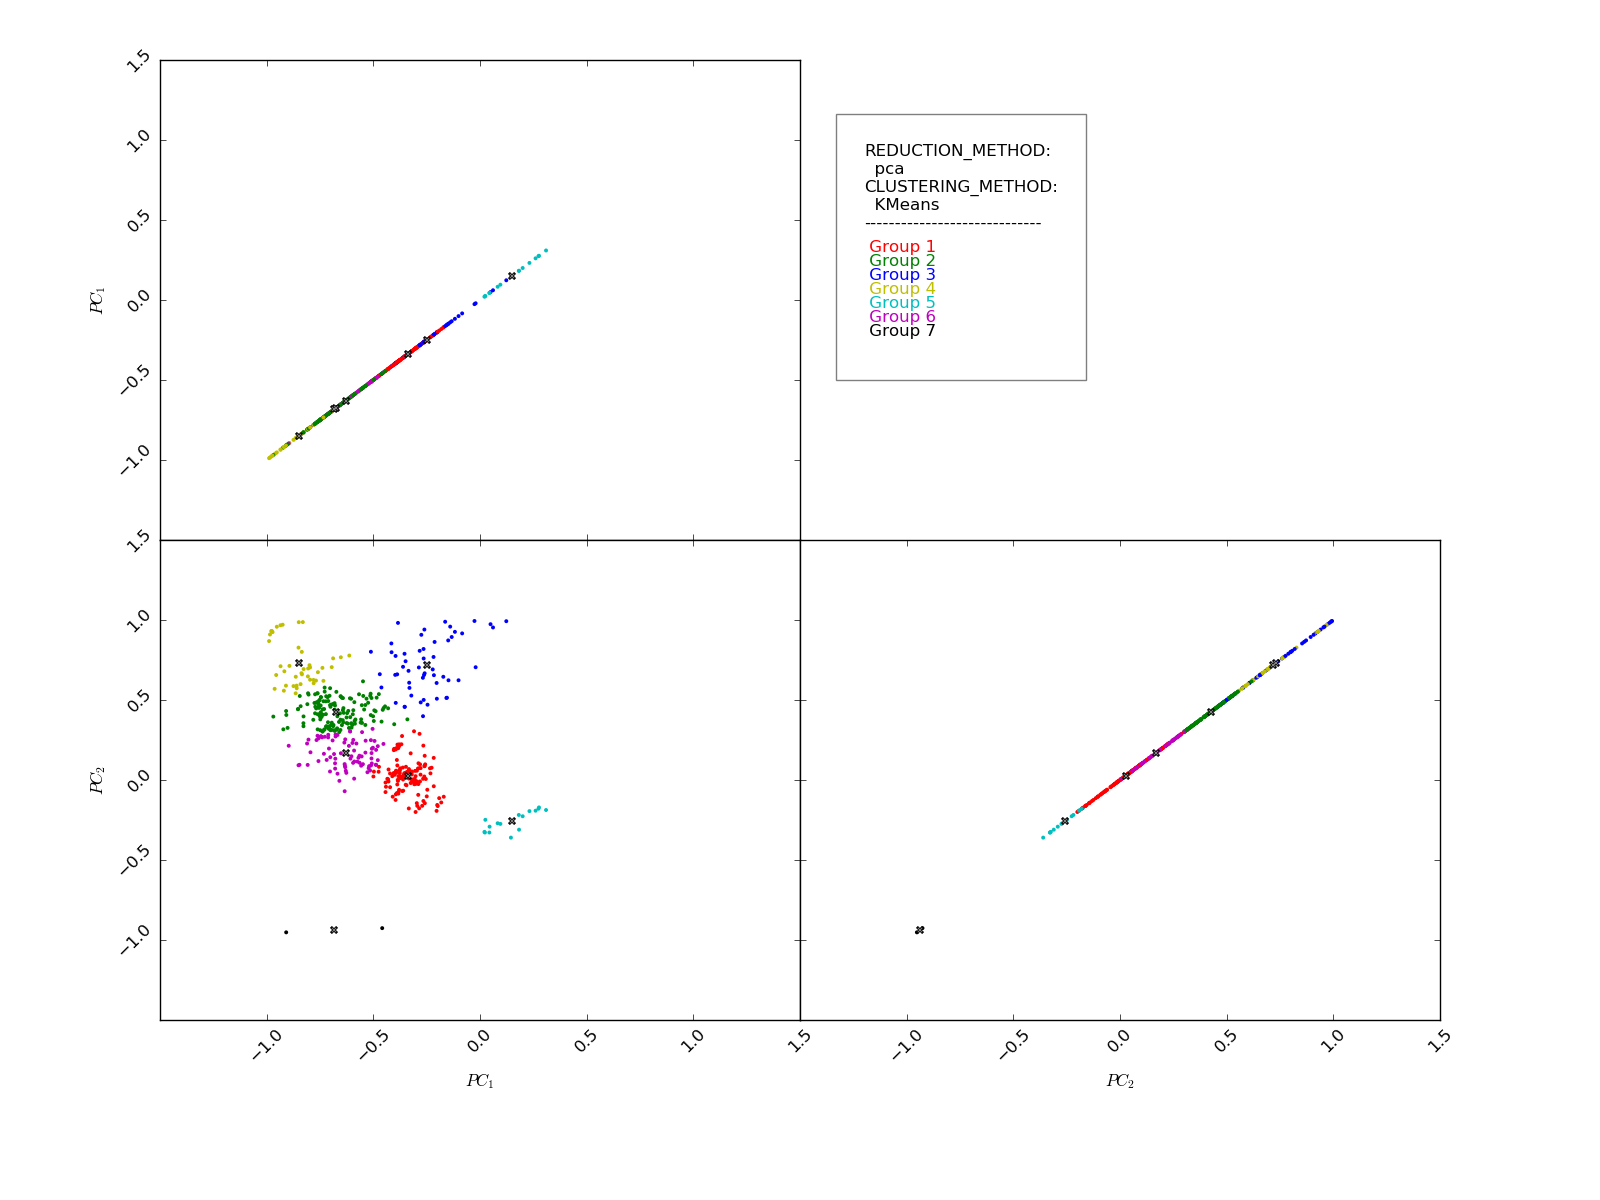 1.5
1.0
0.5
0.0
−0.5
−1.0
PC1
REDUCTION_METHOD:
pca
CLUSTERING_METHOD:
KMeans
------------------------------
Group 1
Group 2
Group 3
Group 4
Group 5
Group 6
Group 7
1.5
1.0
0.5
0.0
−0.5
−1.0
PC2
−1.0 −0.5 0.0 0.5 1.0 1.5
−1.0 −0.5 0.0 0.5 1.0 1.5
PC1
PC2